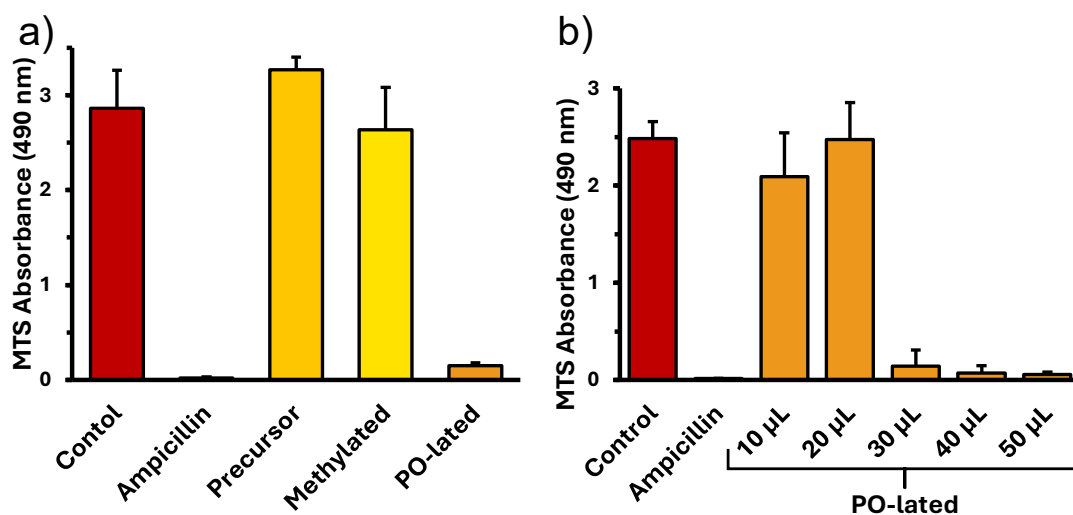 a)
MTS Absorbance (490 nm)
3
2
1
0
Contol
Ampicillin
Precursor
Methylated
PO-lated
b)
MTS Absorbance (490 nm)
3
2
1
0
Control
Ampicillin
10 µL
20 µL
30 µL
40 µL
50 µL
PO-lated